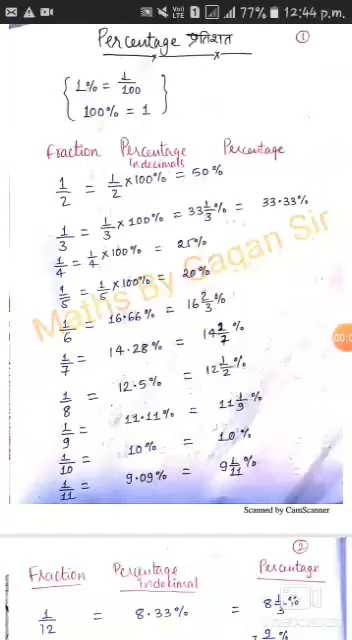 77% 12:44 p.m.
Percentage प्रतिशत ①
1% = 1/100
100% = 1
Fraction Percentage Indecimals Percentage
1/2 = 1/2 × 100% = 50%
1/3 = 1/3 × 100% = 33 1/3% = 33.33%
1/4 = 1/4 × 100% = 25%
1/5 = 1/5 × 100% = 20%
Maths By Gagan Sir
1/6 = 16.66% = 16 2/3%
1/7 = 14.28% = 14 2/7%
1/8 = 12.5% = 12 1/2%
1/9 = 11.11% = 11 1/9%
1/10 = 10% = 10%
1/11 = 9.09% = 9 1/11%
Scanned by CamScanner
②
Fraction Percentage Indetimal Percentage
1/12 = 8.33% = 8 1/3%